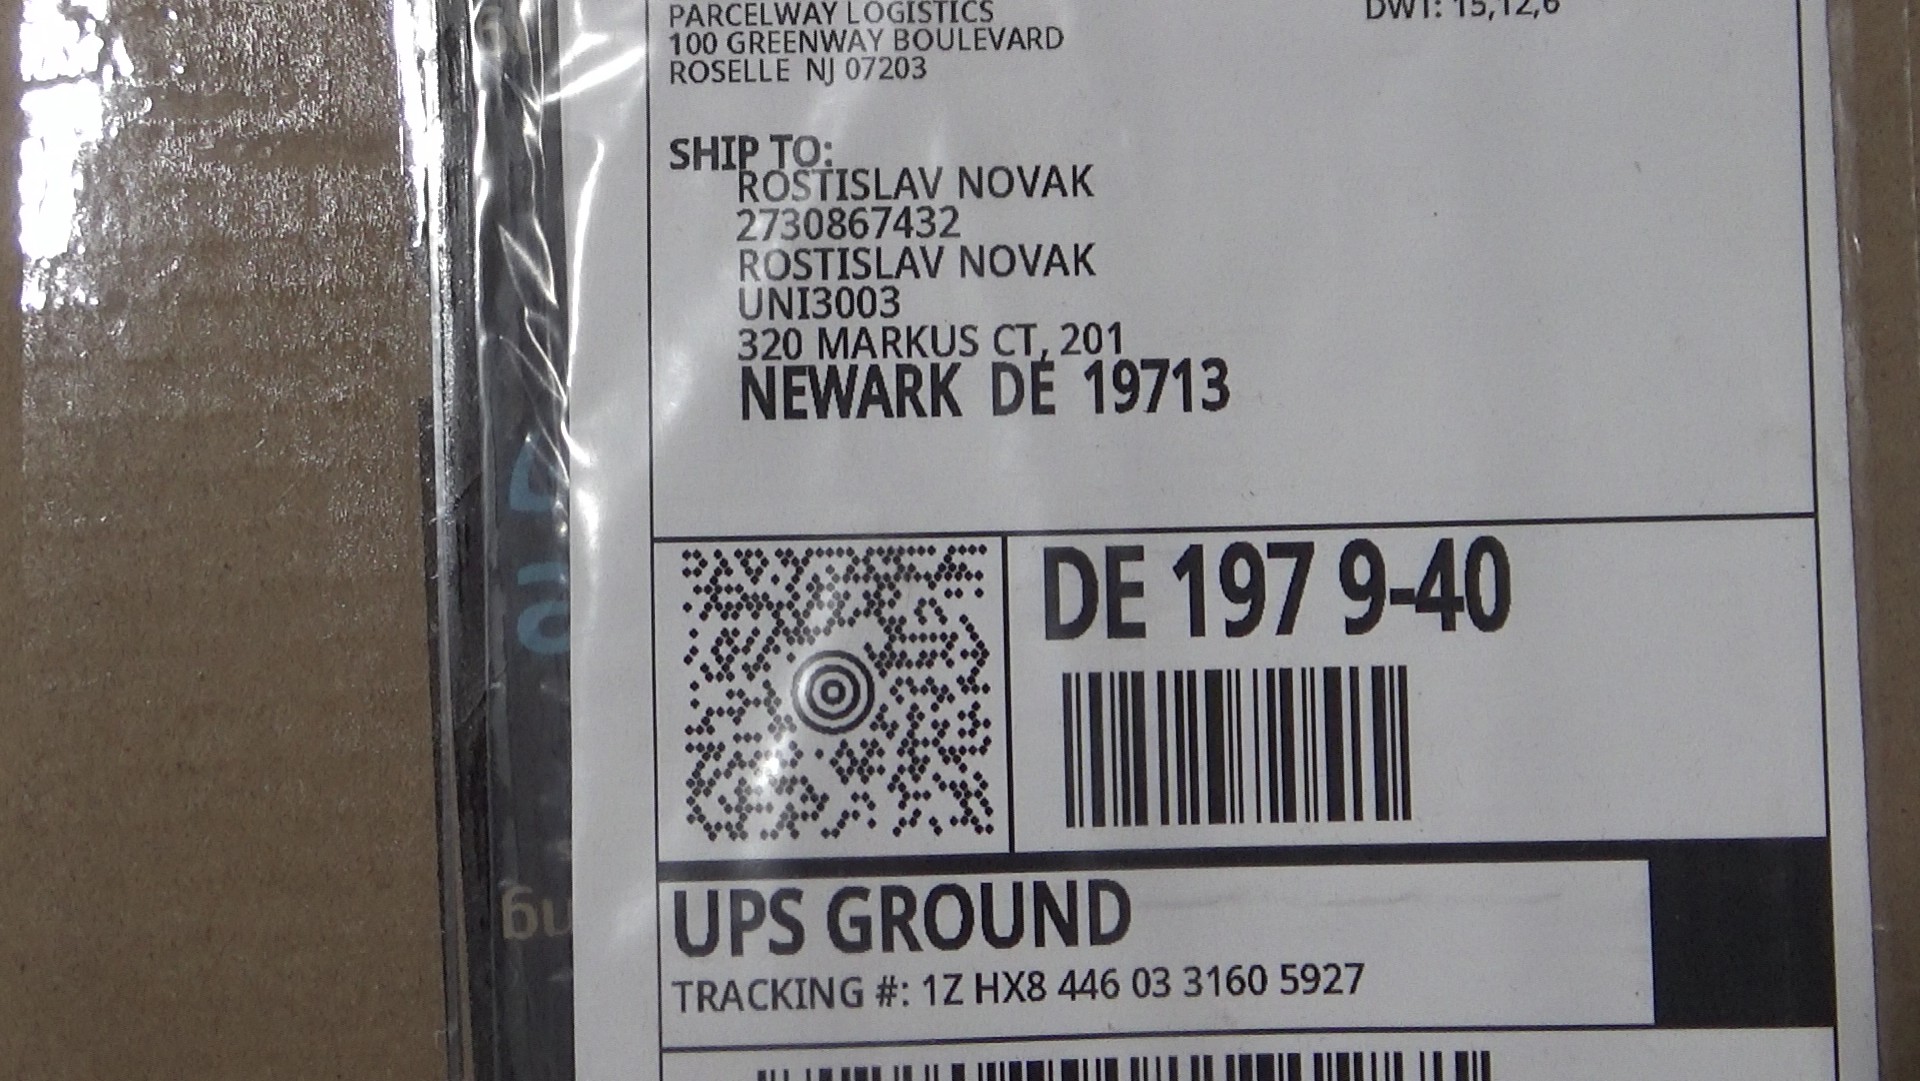 PARCELWAY LOGISTICS
100 GREENWAY BOULEVARD
ROSELLE NJ 07203
DWT: 15,12,6
SHIP TO:
ROSTISLAV NOVAK
2730867432
ROSTISLAV NOVAK
UNI3003
320 MARKUS CT, 201
NEWARK DE 19713
DE 197 9-40
UPS GROUND
TRACKING #: 1Z HX8 446 03 3160 5927